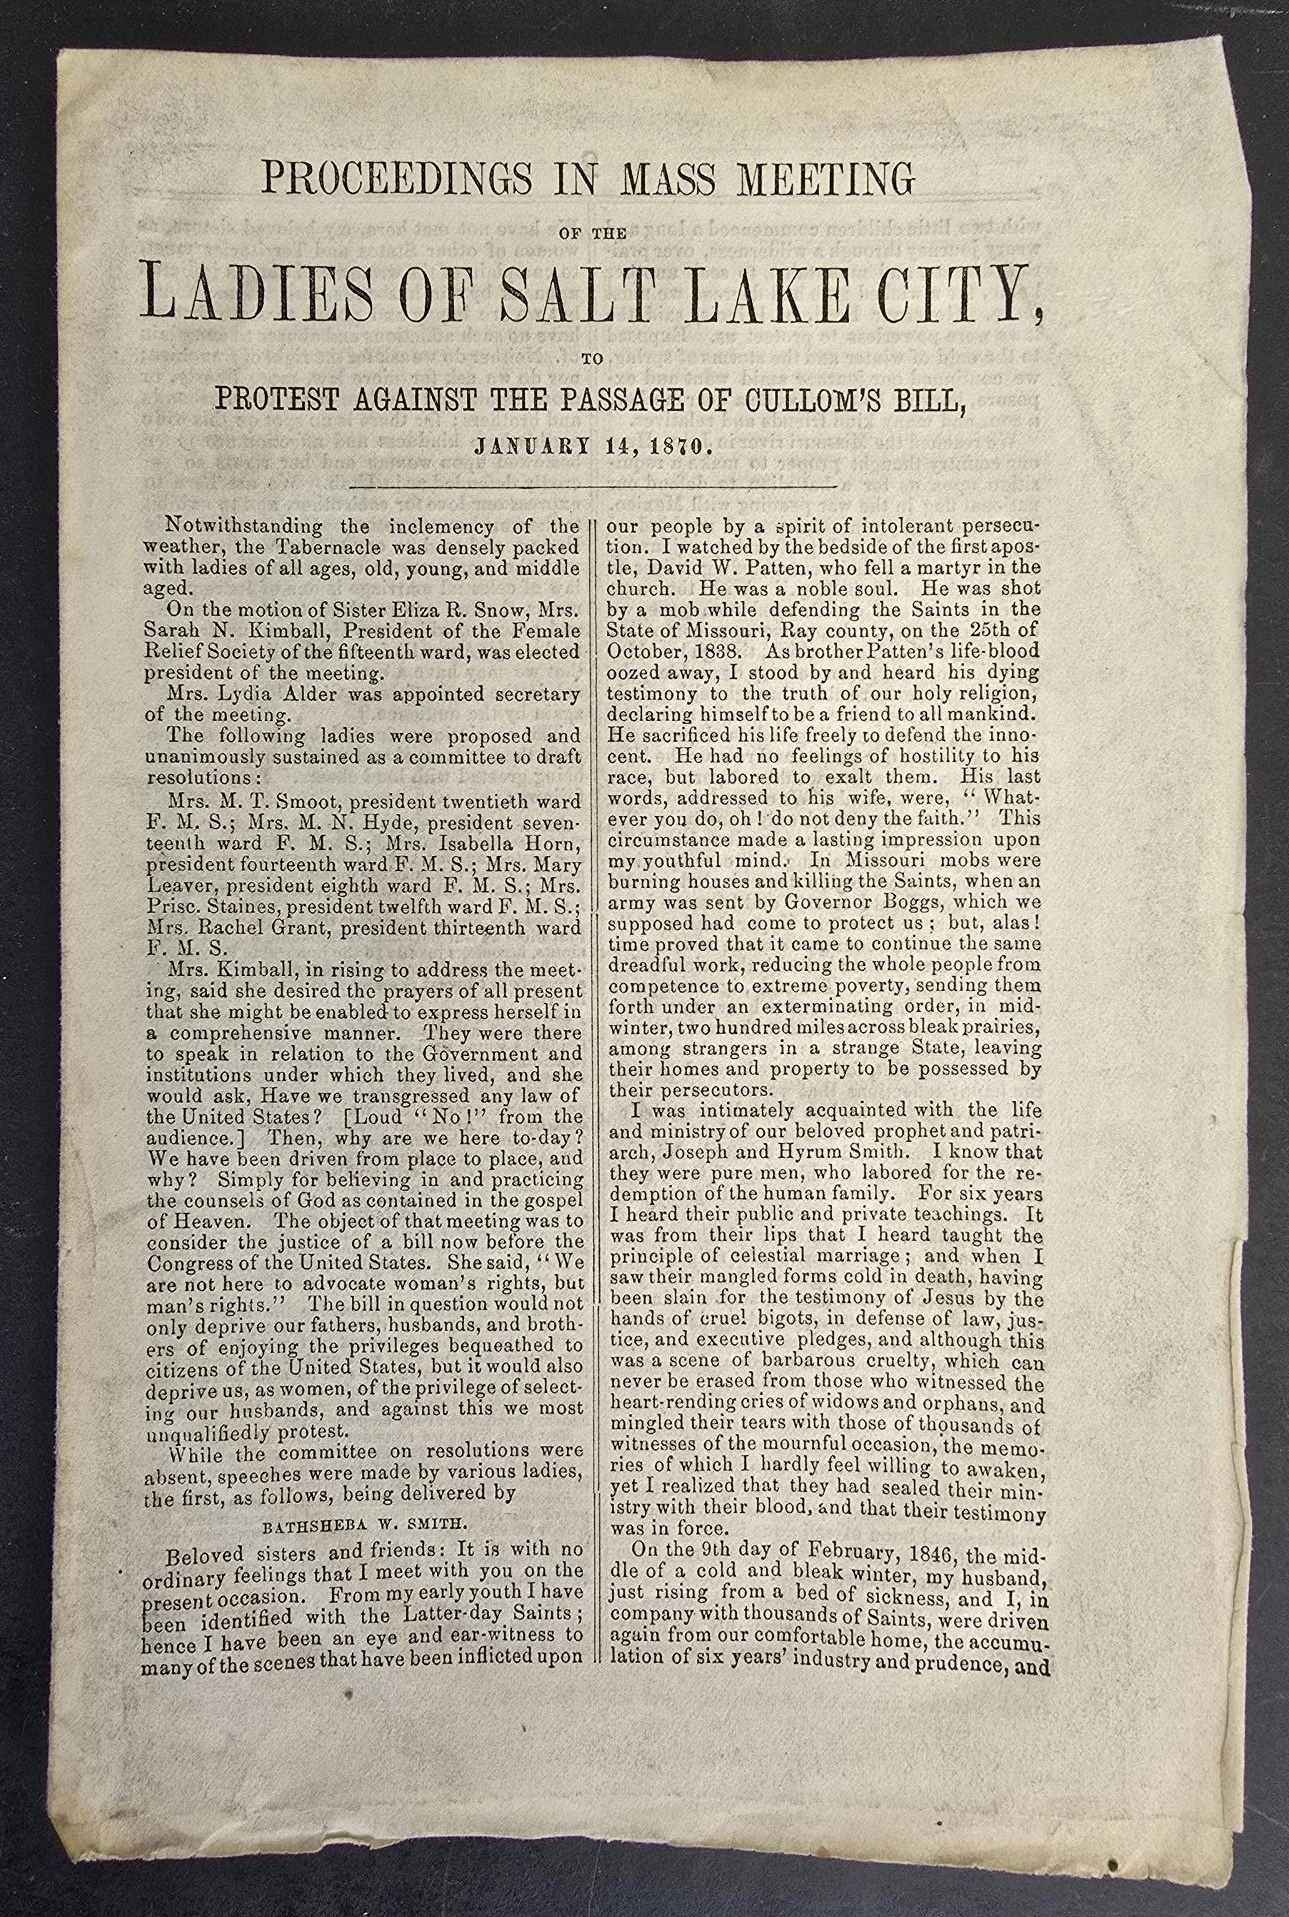 PROCEEDINGS IN MASS MEETING
OF THE
LADIES OF SALT LAKE CITY,
TO
PROTEST AGAINST THE PASSAGE OF CULLOM'S BILL,
JANUARY 14, 1870.
Notwithstanding the inclemency of the
weather, the Tabernacle was densely packed
with ladies of all ages, old, young, and middle
aged.
On the motion of Sister Eliza R. Snow, Mrs.
Sarah N. Kimball, President of the Female
Relief Society of the fifteenth ward, was elected
president of the meeting.
Mrs. Lydia Alder was appointed secretary
of the meeting.
The following ladies were proposed and
unanimously sustained as a committee to draft
resolutions:
Mrs. M. T. Smoot, president twentieth ward
F. M. S.; Mrs. M. N. Hyde, president seven-
teenth ward F. M. S.; Mrs. Isabella Horn,
president fourteenth ward F. M. S.; Mrs. Mary
Leaver, president eighth ward F. M. S.; Mrs.
Prisc. Staines, president twelfth ward F. M. S.;
Mrs. Rachel Grant, president thirteenth ward
F. M. S.
Mrs. Kimball, in rising to address the meet-
ing, said she desired the prayers of all present
that she might be enabled to express herself in
a comprehensive manner. They were there
to speak in relation to the Government and
institutions under which they lived, and she
would ask, Have we transgressed any law of
the United States? [Loud "No!" from the
audience.] Then, why are we here to-day?
We have been driven from place to place, and
why? Simply for believing in and practicing
the counsels of God as contained in the gospel
of Heaven. The object of that meeting was to
consider the justice of a bill now before the
Congress of the United States. She said, "We
are not here to advocate woman's rights, but
man's rights." The bill in question would not
only deprive our fathers, husbands, and broth-
ers of enjoying the privileges bequeathed to
citizens of the United States, but it would also
deprive us, as women, of the privilege of select-
ing our husbands, and against this we most
unqualifiedly protest.
While the committee on resolutions were
absent, speeches were made by various ladies,
the first, as follows, being delivered by
BATHSHEBA W. SMITH.
Beloved sisters and friends: It is with no
ordinary feelings that I meet with you on the
present occasion. From my early youth I have
been identified with the Latter-day Saints;
hence I have been an eye and ear-witness to
many of the scenes that have been inflicted upon
our people by a spirit of intolerant persecu-
tion. I watched by the bedside of the first apos-
tle, David W. Patten, who fell a martyr in the
church. He was a noble soul. He was shot
by a mob while defending the Saints in the
State of Missouri, Ray county, on the 25th of
October, 1838. As brother Patten's life-blood
oozed away, I stood by and heard his dying
testimony to the truth of our holy religion,
declaring himself to be a friend to all mankind.
He sacrificed his life freely to defend the inno-
cent. He had no feelings of hostility to his
race, but labored to exalt them. His last
words, addressed to his wife, were, "What-
ever you do, oh! do not deny the faith." This
circumstance made a lasting impression upon
my youthful mind. In Missouri mobs were
burning houses and killing the Saints, when an
army was sent by Governor Boggs, which we
supposed had come to protect us; but, alas!
time proved that it came to continue the same
dreadful work, reducing the whole people from
competence to extreme poverty, sending them
forth under an exterminating order, in mid-
winter, two hundred miles across bleak prairies,
among strangers in a strange State, leaving
their homes and property to be possessed by
their persecutors.
I was intimately acquainted with the life
and ministry of our beloved prophet and patri-
arch, Joseph and Hyrum Smith. I know that
they were pure men, who labored for the re-
demption of the human family. For six years
I heard their public and private teachings. It
was from their lips that I heard taught the
principle of celestial marriage; and when I
saw their mangled forms cold in death, having
been slain for the testimony of Jesus by the
hands of cruel bigots, in defense of law, jus-
tice, and executive pledges, and although this
was a scene of barbarous cruelty, which can
never be erased from those who witnessed the
heart-rending cries of widows and orphans, and
mingled their tears with those of thousands of
witnesses of the mournful occasion, the memo-
ries of which I hardly feel willing to awaken,
yet I realized that they had sealed their min-
istry with their blood, and that their testimony
was in force.
On the 9th day of February, 1846, the mid-
dle of a cold and bleak winter, my husband,
just rising from a bed of sickness, and I, in
company with thousands of Saints, were driven
again from our comfortable home, the accumu-
lation of six years' industry and prudence, and